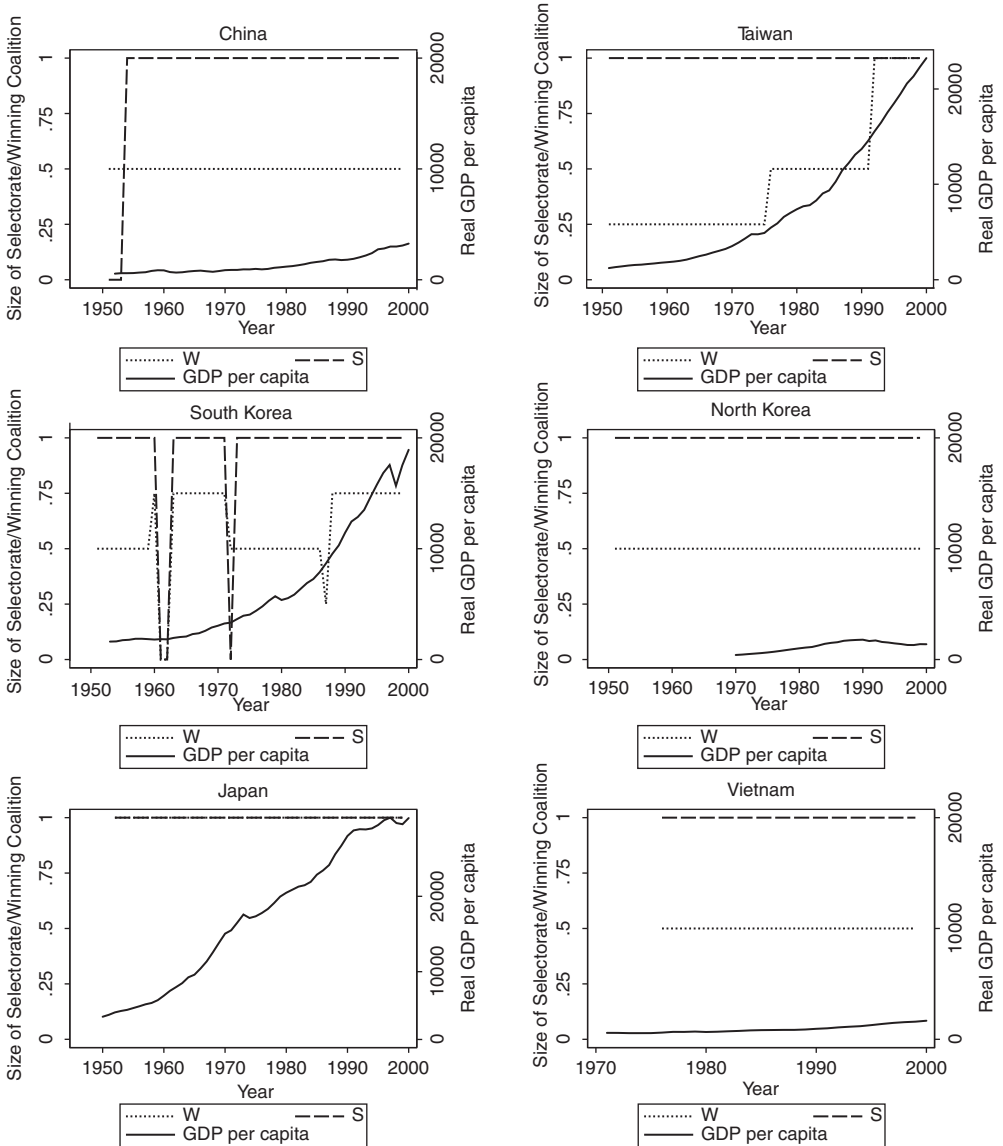 China
Size of Selectorate/Winning Coalition
0 .25 .5 .75 1
0 10000 20000
Real GDP per capita
1950 1960 1970 1980 1990 2000
Year
W S
GDP per capita
Taiwan
Size of Selectorate/Winning Coalition
0 .25 .5 .75 1
0 10000 20000
Real GDP per capita
1950 1960 1970 1980 1990 2000
Year
W S
GDP per capita
South Korea
Size of Selectorate/Winning Coalition
0 .25 .5 .75 1
0 10000 20000
Real GDP per capita
1950 1960 1970 1980 1990 2000
Year
W S
GDP per capita
North Korea
Size of Selectorate/Winning Coalition
0 .25 .5 .75 1
0 10000 20000
Real GDP per capita
1950 1960 1970 1980 1990 2000
Year
W S
GDP per capita
Japan
Size of Selectorate/Winning Coalition
0 .25 .5 .75 1
0 10000 20000
Real GDP per capita
1950 1960 1970 1980 1990 2000
Year
W S
GDP per capita
Vietnam
Size of Selectorate/Winning Coalition
0 .25 .5 .75 1
0 10000 20000
Real GDP per capita
1970 1980 1990 2000
Year
W S
GDP per capita